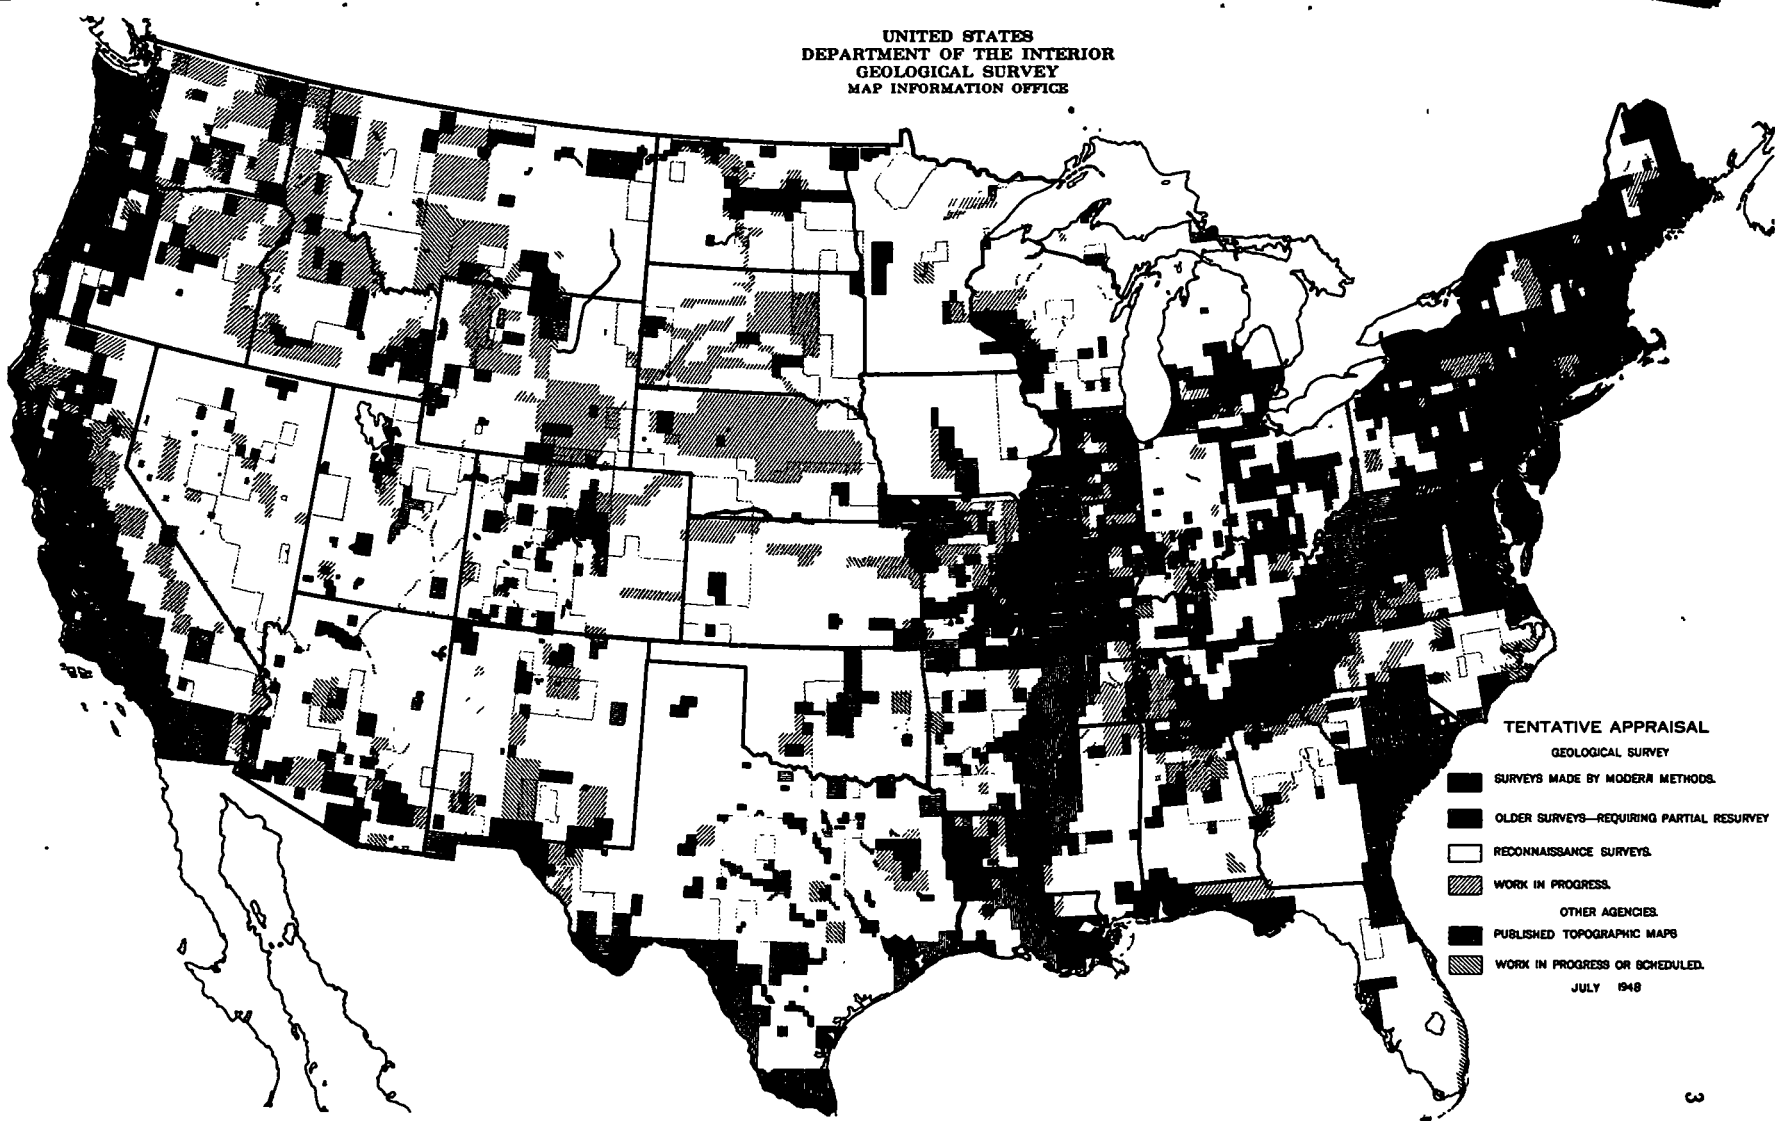 UNITED STATES
DEPARTMENT OF THE INTERIOR
GEOLOGICAL SURVEY
MAP INFORMATION OFFICE
TENTATIVE APPRAISAL
GEOLOGICAL SURVEY
SURVEYS MADE BY MODERN METHODS.
OLDER SURVEYS—REQUIRING PARTIAL RESURVEY
RECONNAISSANCE SURVEYS.
WORK IN PROGRESS.
OTHER AGENCIES.
PUBLISHED TOPOGRAPHIC MAPS
WORK IN PROGRESS OR SCHEDULED.
JULY 1948
3